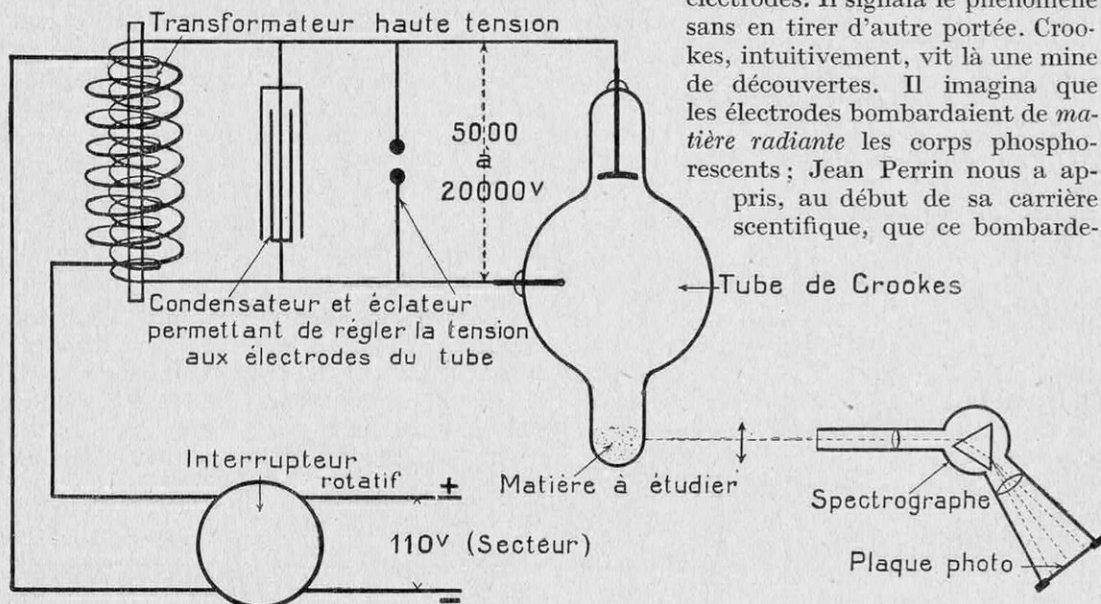 électrodes. Il signala le phénomène
sans en tirer d'autre portée. Croo-
kes, intuitivement, vit là une mine
de découvertes. Il imagina que
les électrodes bombardaient de ma-
tière radiante les corps phospho-
rescents ; Jean Perrin nous a ap-
pris, au début de sa carrière
scentifique, que ce bombarde-
Transformateur haute tension
5000
à
20000V
Tube de Crookes
Condensateur et éclateur
permettant de régler la tension
aux électrodes du tube
Interrupteur
rotatif
+
110V (Secteur)
-
Matière à étudier
Spectrographe
Plaque photo